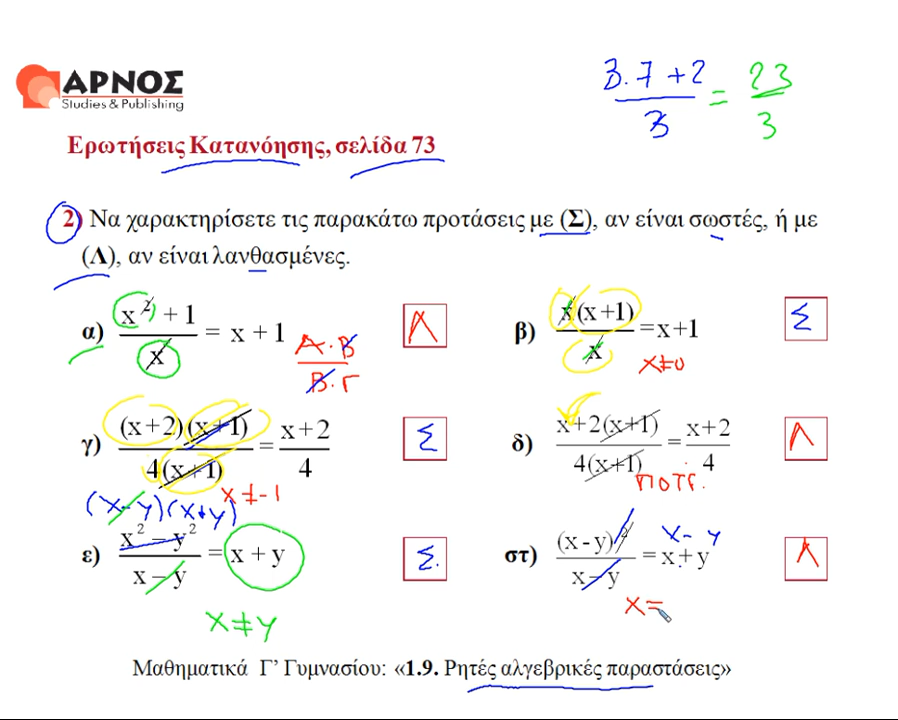 ΑΡΝΟΣ
Studies & Publishing
3.7+2/3 = 23/3
Ερωτήσεις Κατανόησης, σελίδα 73
2) Να χαρακτηρίσετε τις παρακάτω προτάσεις με (Σ), αν είναι σωστές, ή με
(Λ), αν είναι λανθασμένες.
α) x²+1/x = x+1 Λ
Α.Β/Β.Γ
β) x(x+1)/x =x+1 Σ
x≠0
γ) (x+2)(x+1)/4(x+1) = x+2/4 Σ
x≠-1
δ) x+2(x+1)/4(x+1) = x+2/4 Λ
ΠΟΤΕ.
(x-y)(x+y)
ε) x²-y²/x-y = x+y Σ.
x≠y
στ) (x-y)²/x-y = x+y Λ
x-y
x=
Μαθηματικά Γ’ Γυμνασίου: «1.9. Ρητές αλγεβρικές παραστάσεις»